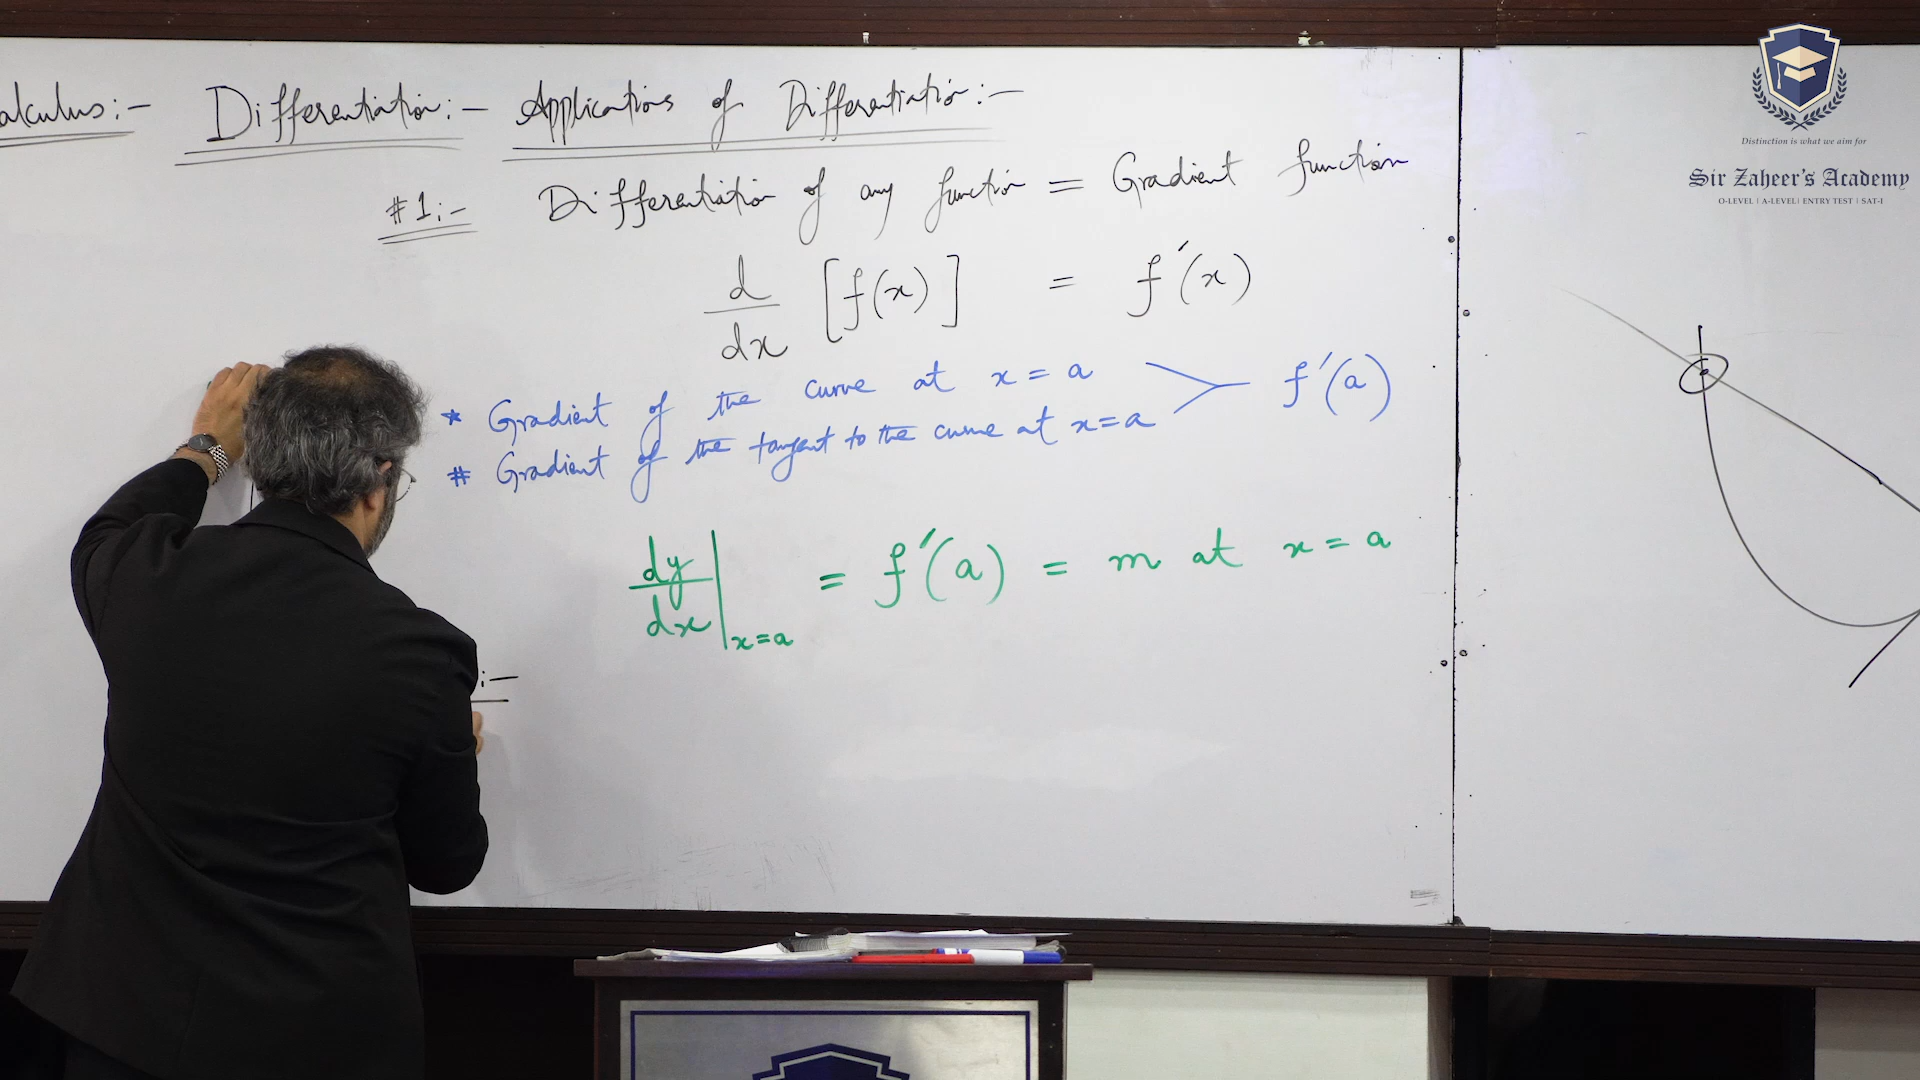 alculus:- Differentiation:- Applications of Differentiation:-
#1:- Differentiation of any function = Gradient function
d/dx [f(x)] = f'(x)
* Gradient of the curve at x = a
# Gradient of the tangent to the curve at x=a
f'(a)
dy/dx|x=a = f'(a) = m at x = a
:-
Distinction is what we aim for
Sir Zaheer's Academy
O-LEVEL | A-LEVEL | ENTRY TEST | SAT-I